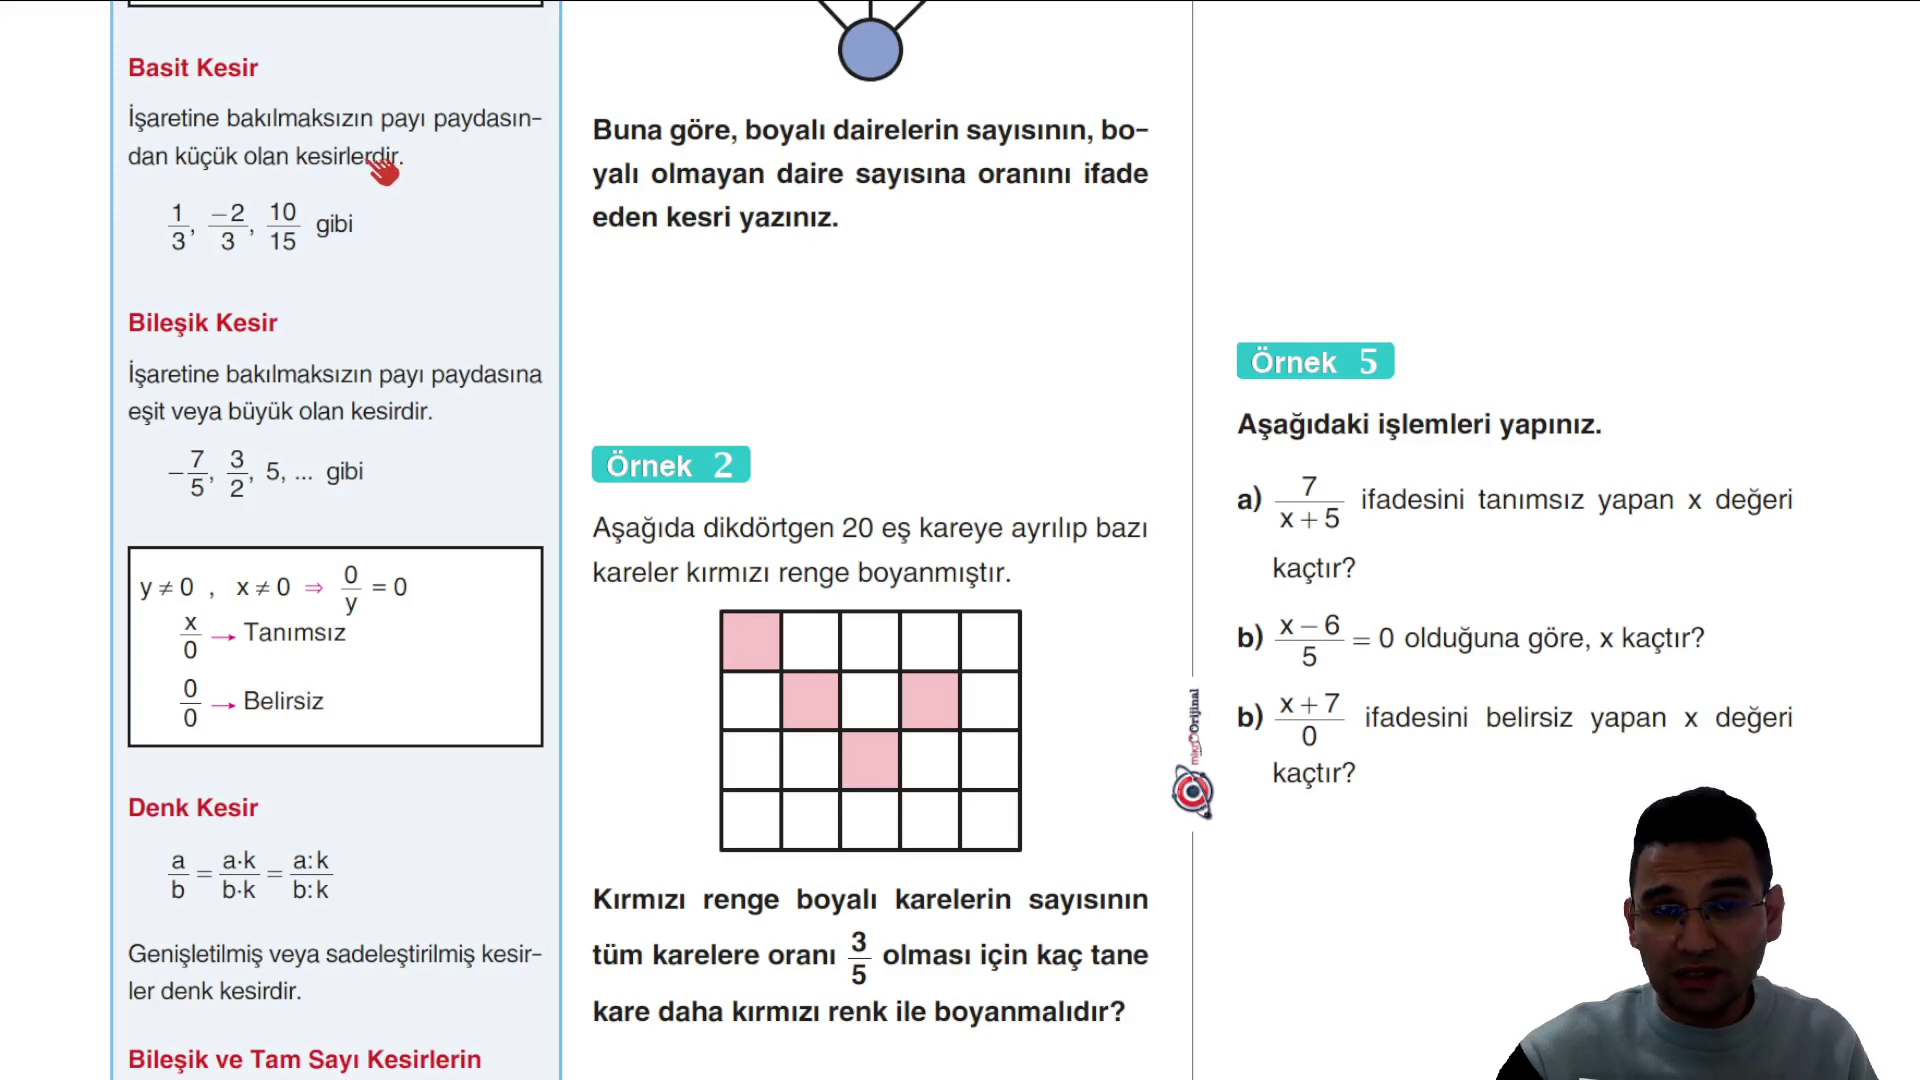 Basit Kesir
İşaretine bakılmaksızın payı paydasın-
dan küçük olan kesirlerdir.
1/3, -2/3, 10/15 gibi
Bileşik Kesir
İşaretine bakılmaksızın payı paydasına
eşit veya büyük olan kesirdir.
-7/5, 3/2, 5, ... gibi
y ≠ 0 , x ≠ 0 ⇒ 0/y = 0
x/0 → Tanımsız
0/0 → Belirsiz
Denk Kesir
a/b = a·k/b·k = a:k/b:k
Genişletilmiş veya sadeleştirilmiş kesir-
ler denk kesirdir.
Bileşik ve Tam Sayı Kesirlerin
Buna göre, boyalı dairelerin sayısının, bo-
yalı olmayan daire sayısına oranını ifade
eden kesri yazınız.
Örnek 2
Aşağıda dikdörtgen 20 eş kareye ayrılıp bazı
kareler kırmızı renge boyanmıştır.
Kırmızı renge boyalı karelerin sayısının
tüm karelere oranı 3/5 olması için kaç tane
kare daha kırmızı renk ile boyanmalıdır?
mikroOrijinal
Örnek 5
Aşağıdaki işlemleri yapınız.
a) 7/x + 5 ifadesini tanımsız yapan x değeri
kaçtır?
b) x – 6/5 = 0 olduğuna göre, x kaçtır?
b) x + 7/0 ifadesini belirsiz yapan x değeri
kaçtır?